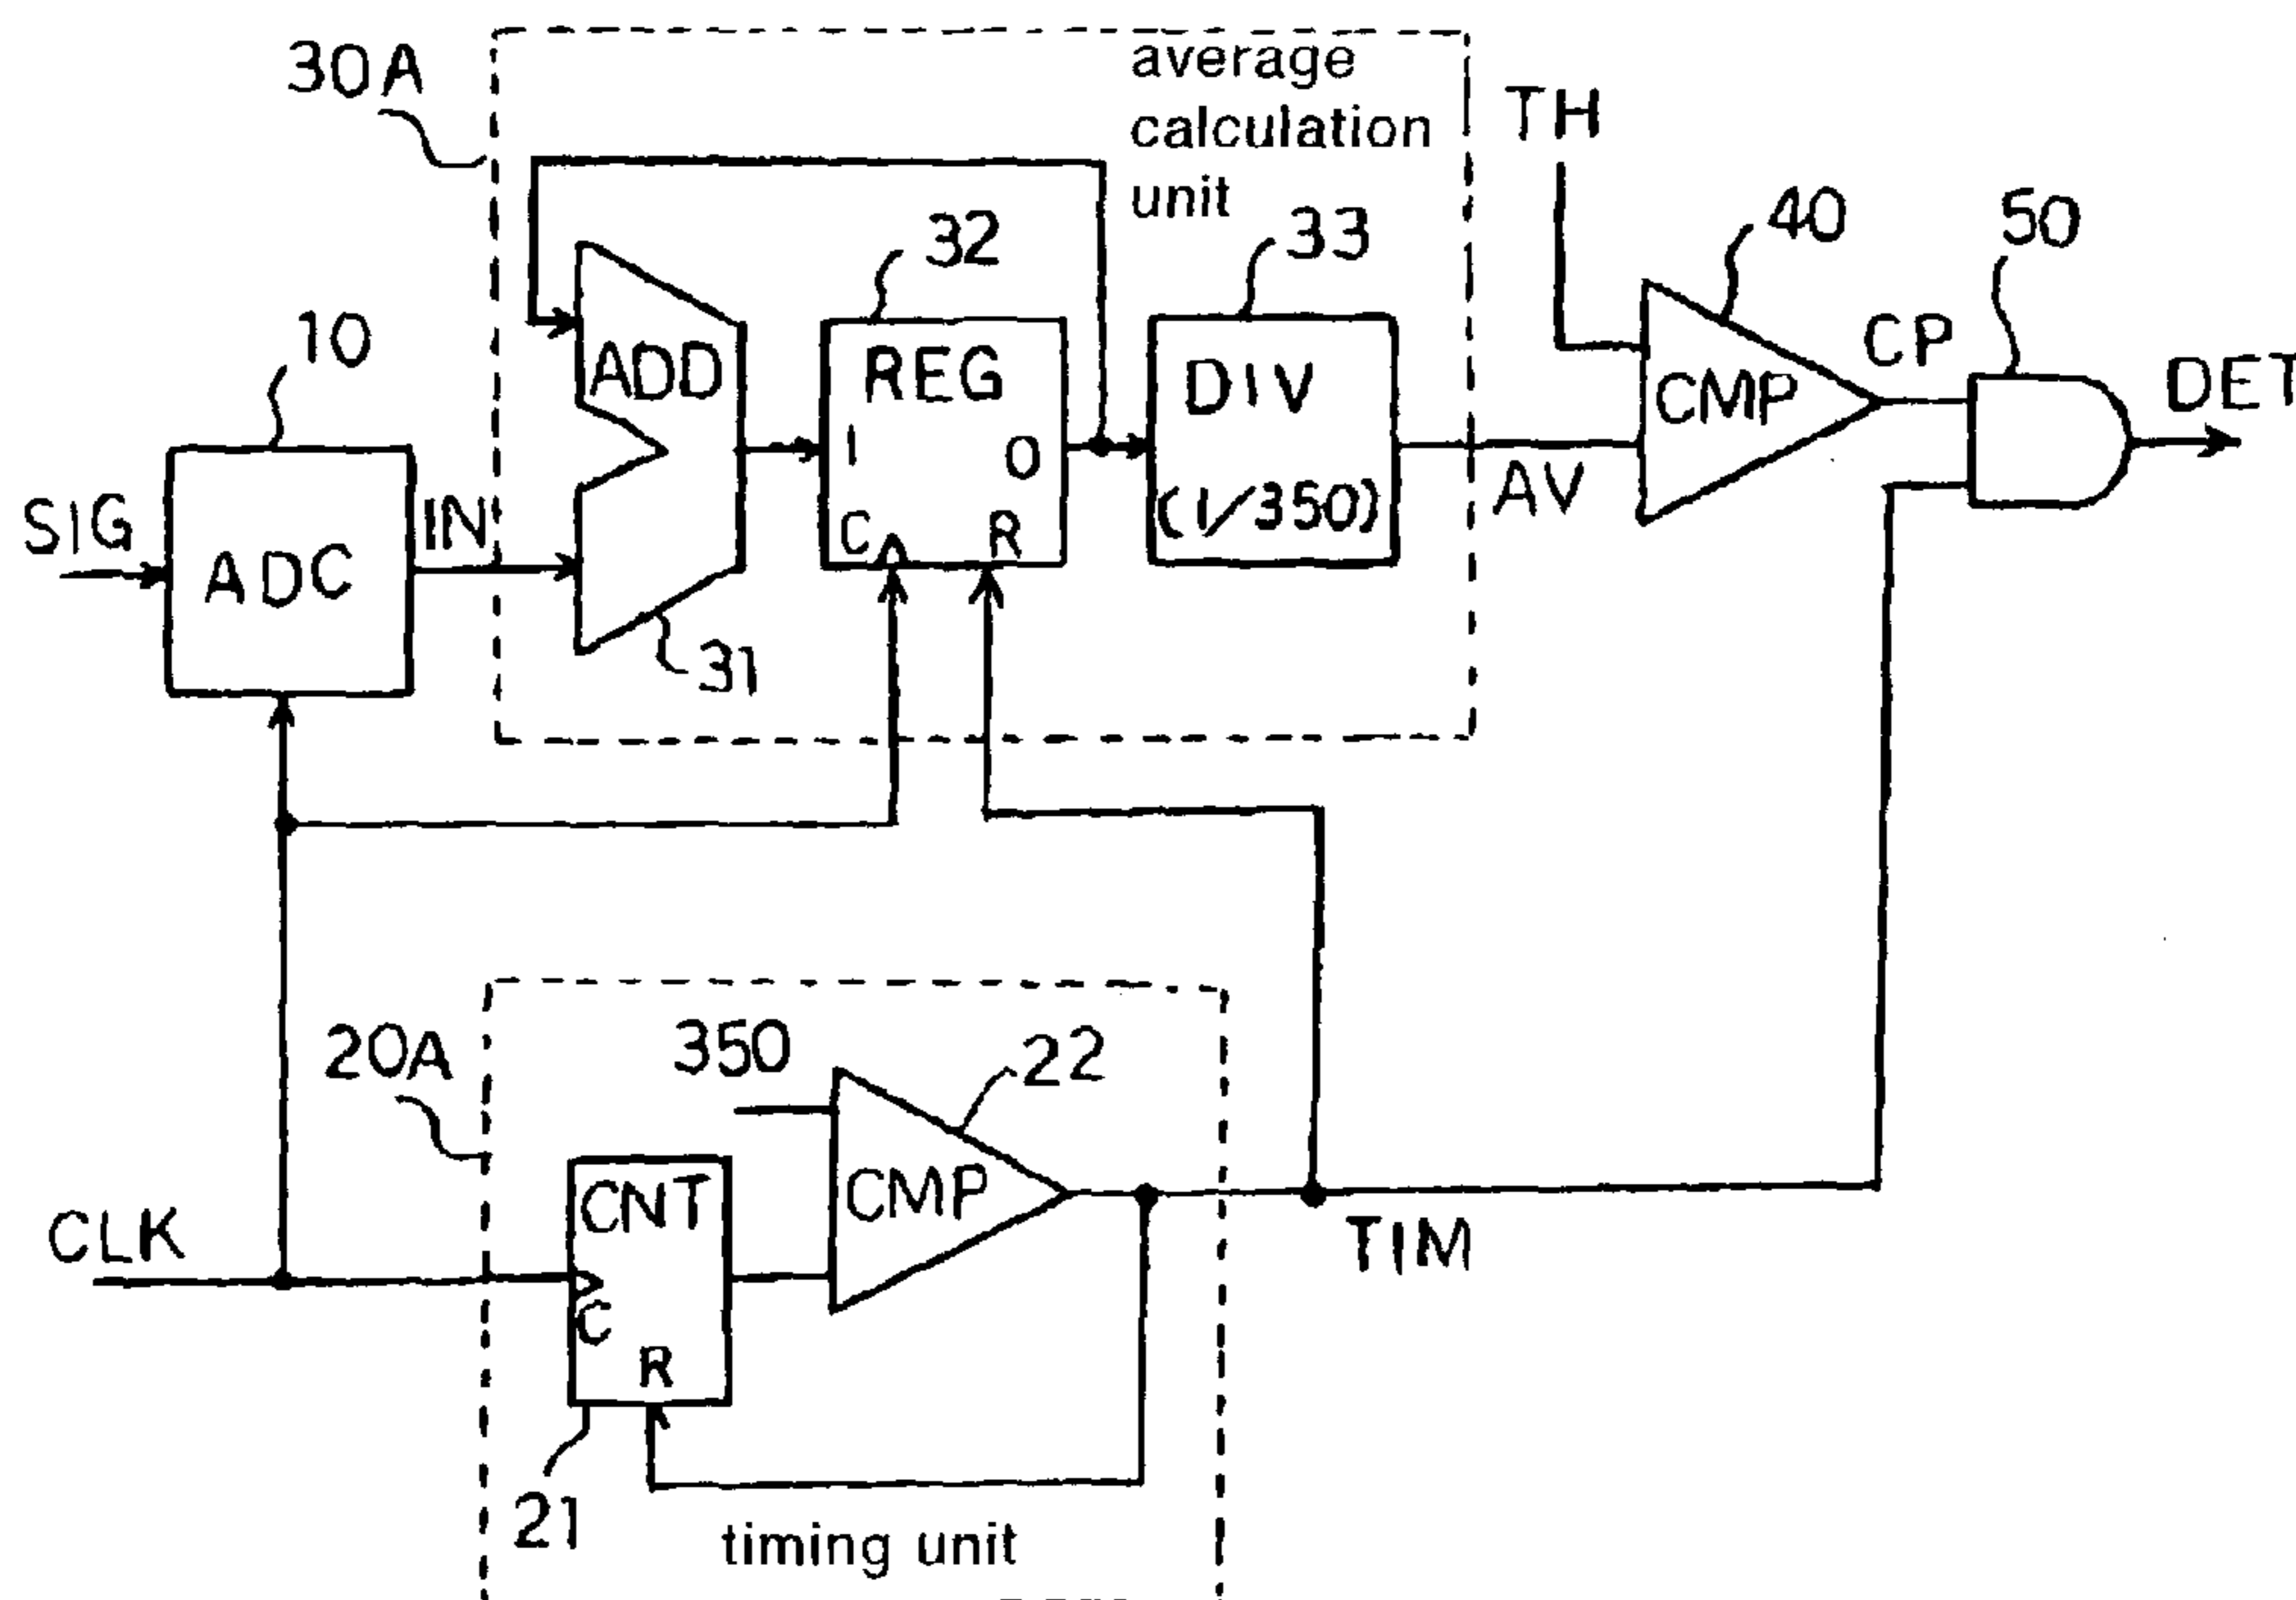 30A
average
calculation
unit
TH
40
50
32
33
10
ADD
REG
I
O
C
R
DIV
(1/350)
CP
CMP
DET
AV
SIG
IN
ADC
31
20A
350
22
CNT
CMP
CLK
C
R
TIM
21
timing unit